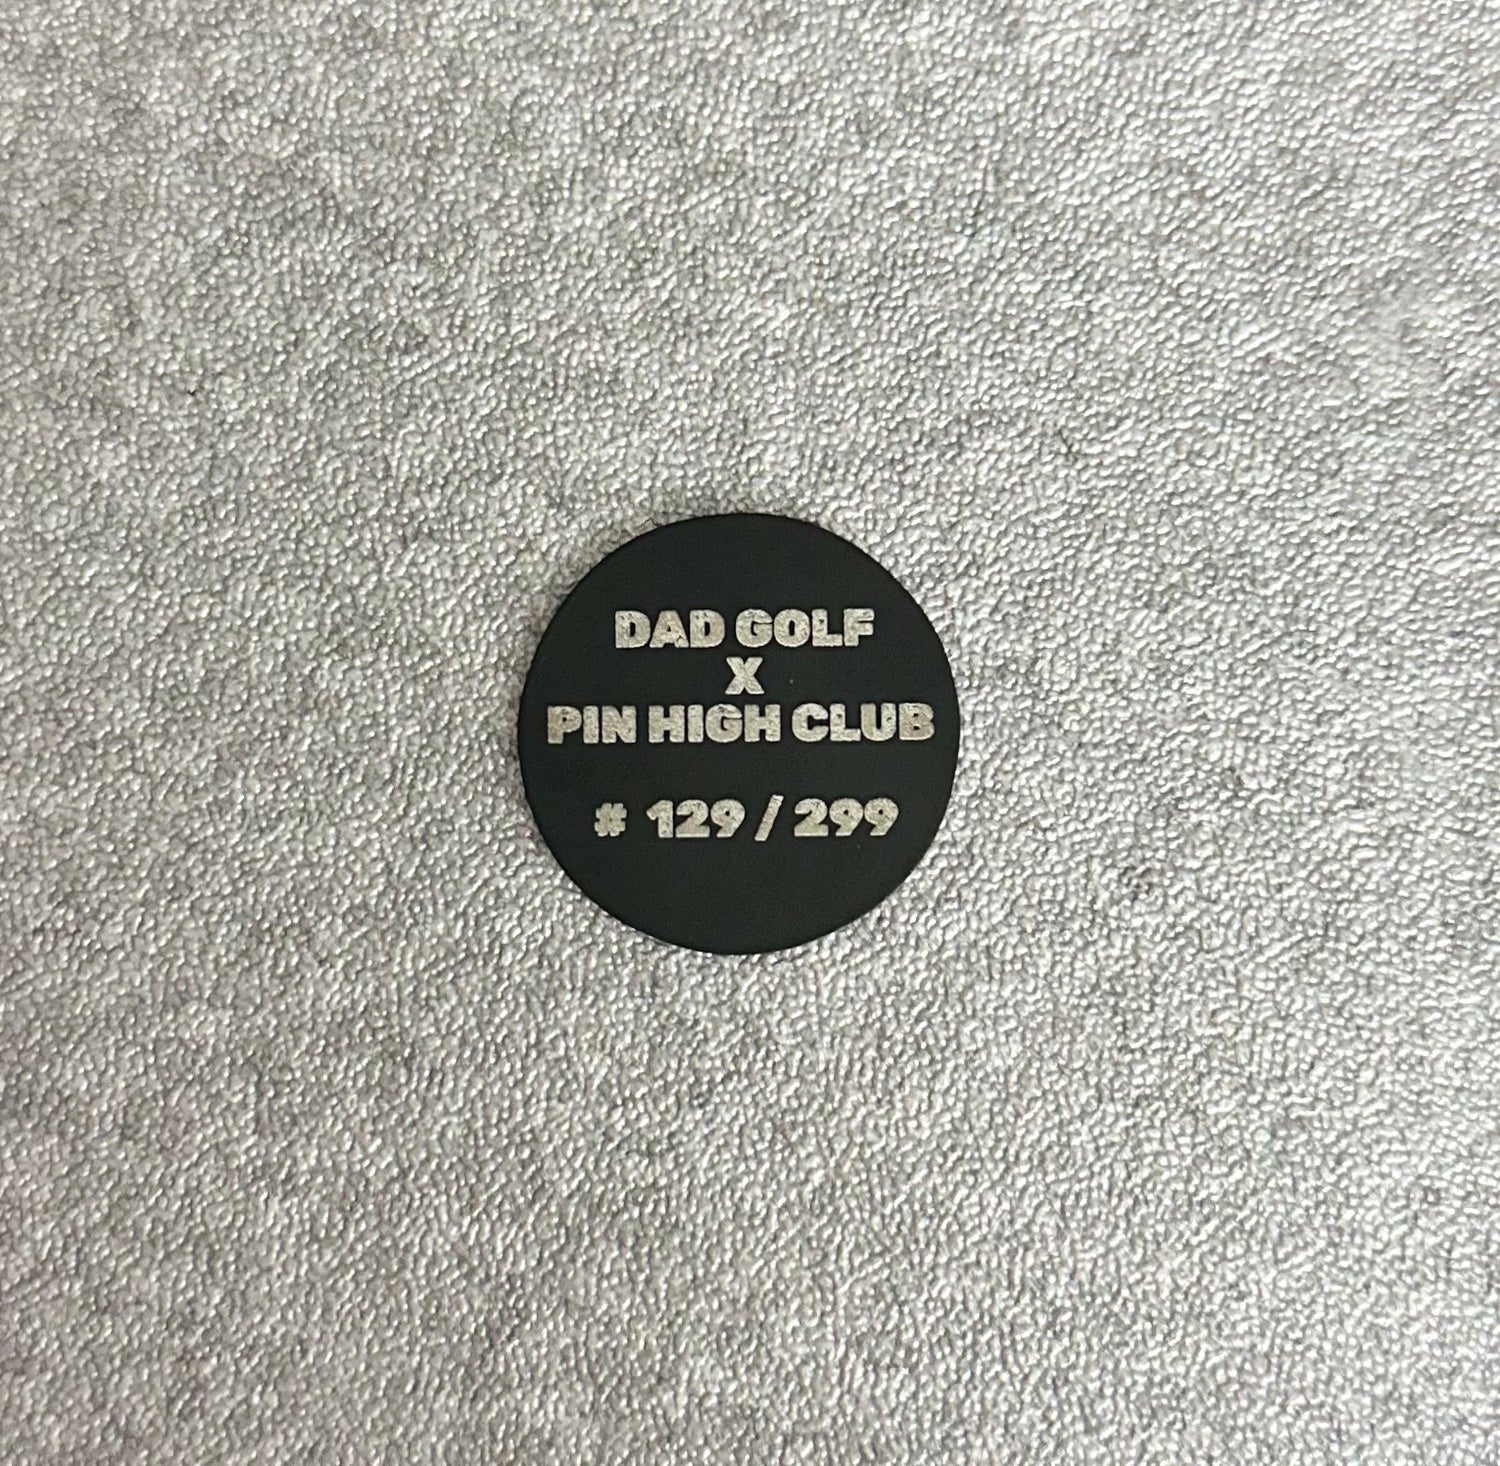 DAD GOLF
X
PIN HIGH CLUB
# 129 / 299